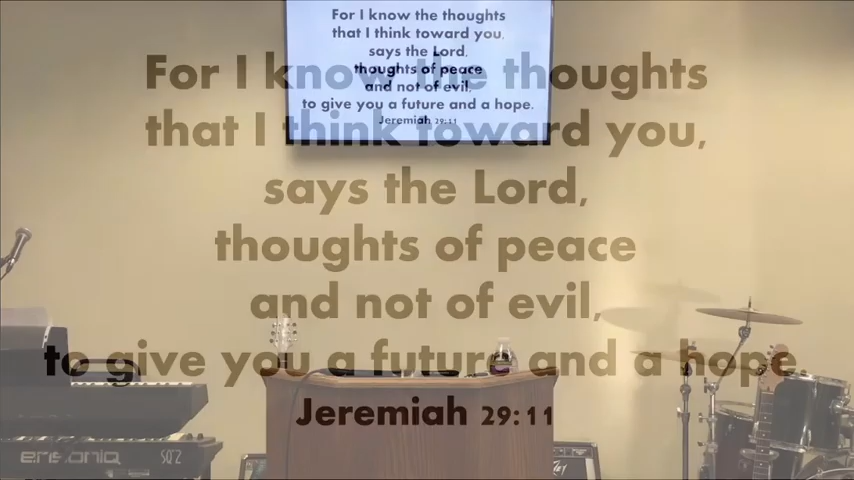 For I know the thoughts
that I think toward you,
says the Lord,
thoughts of peace
and not of evil,
to give you a future and a hope.
Jeremiah 29:11
For I know the thoughts
that I think toward you,
says the Lord,
thoughts of peace
and not of evil,
to give you a future and a hope
Jeremiah 29:11
ensoniq SQ2